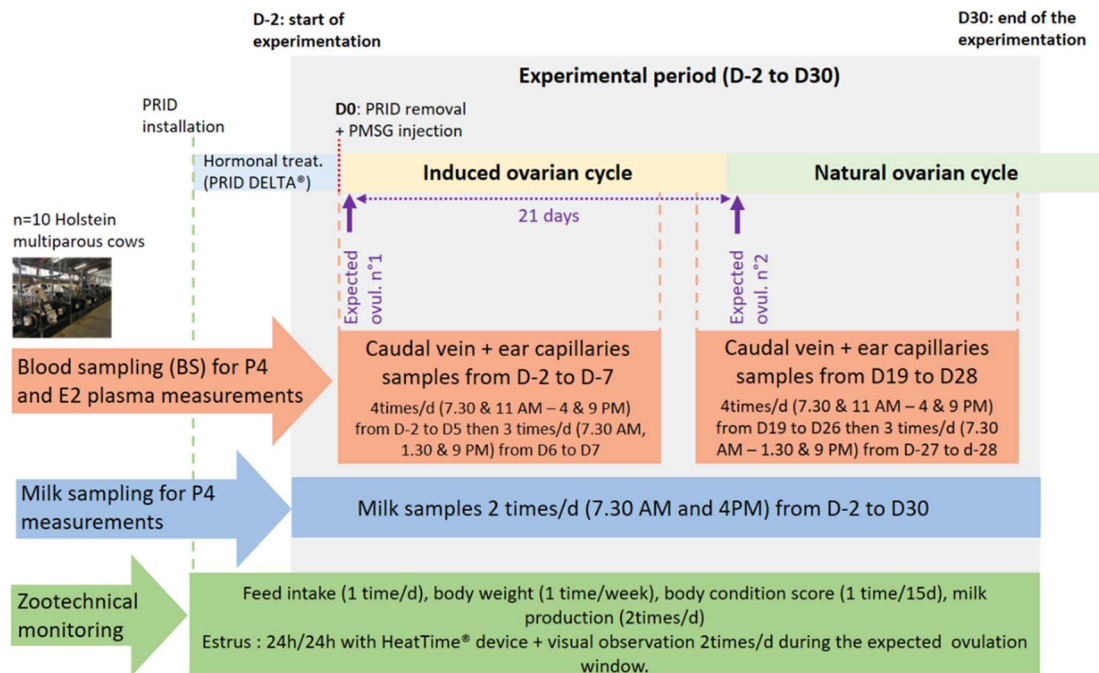 D-2: start of
experimentation
D30: end of the
experimentation
Experimental period (D-2 to D30)
PRID
installation
D0: PRID removal
+ PMSG injection
Hormonal treat.
(PRID DELTA®)
Induced ovarian cycle
Natural ovarian cycle
21 days
n=10 Holstein
multiparous cows
Expected
ovul. n°1
Expected
ovul. n°2
Blood sampling (BS) for P4
and E2 plasma measurements
Caudal vein + ear capillaries
samples from D-2 to D-7
4times/d (7.30 & 11 AM – 4 & 9 PM)
from D-2 to D5 then 3 times/d (7.30 AM,
1.30 & 9 PM) from D6 to D7
Caudal vein + ear capillaries
samples from D19 to D28
4times/d (7.30 & 11 AM – 4 & 9 PM)
from D19 to D26 then 3 times/d (7.30
AM – 1.30 & 9 PM) from D-27 to d-28
Milk sampling for P4
measurements
Milk samples 2 times/d (7.30 AM and 4PM) from D-2 to D30
Zootechnical
monitoring
Feed intake (1 time/d), body weight (1 time/week), body condition score (1 time/15d), milk
production (2times/d)
Estrus : 24h/24h with HeatTime® device + visual observation 2times/d during the expected ovulation
window.